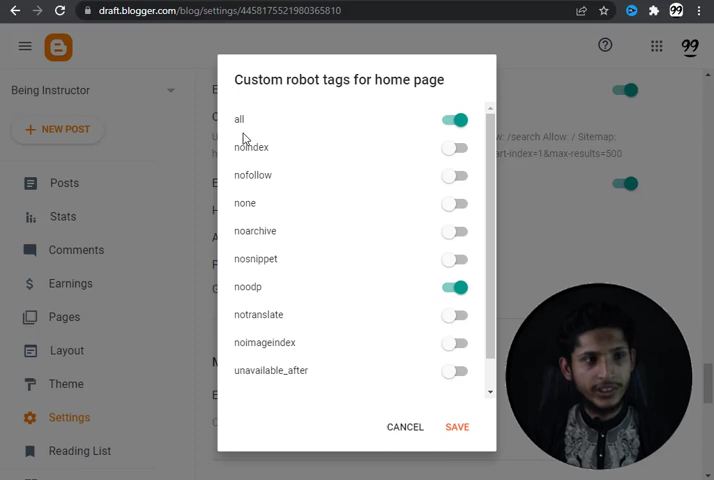 draft.blogger.com/blog/settings/4458175521980365810
99
99
Being Instructor
NEW POST
Posts
Stats
Comments
Earnings
Pages
Layout
Theme
Settings
Reading List
Custom robot tags for home page
all
noindex
nofollow
none
noarchive
nosnippet
noodp
notranslate
noimageindex
unavailable_after
CANCEL
SAVE
: /search Allow: / Sitemap:
art-index=1&max-results=500